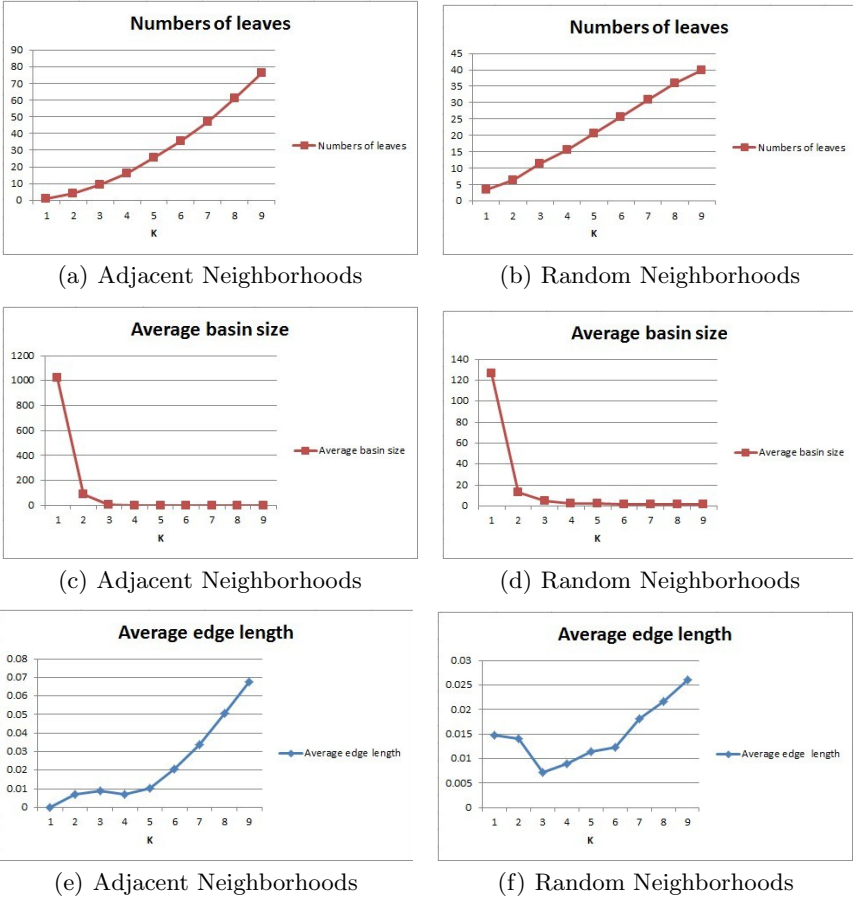 Numbers of leaves
90
80
70
60
50
40
30
20
10
0
1 2 3 4 5 6 7 8 9
K
Numbers of leaves
(a) Adjacent Neighborhoods
Numbers of leaves
45
40
35
30
25
20
15
10
5
0
1 2 3 4 5 6 7 8 9
K
Numbers of leaves
(b) Random Neighborhoods
Average basin size
1200
1000
800
600
400
200
0
1 2 3 4 5 6 7 8 9
K
Average basin size
(c) Adjacent Neighborhoods
Average basin size
140
120
100
80
60
40
20
0
1 2 3 4 5 6 7 8 9
K
Average basin size
(d) Random Neighborhoods
Average edge length
0.08
0.07
0.06
0.05
0.04
0.03
0.02
0.01
0
1 2 3 4 5 6 7 8 9
K
Average edge length
(e) Adjacent Neighborhoods
Average edge length
0.03
0.025
0.02
0.015
0.01
0.005
0
1 2 3 4 5 6 7 8 9
K
Average edge length
(f) Random Neighborhoods